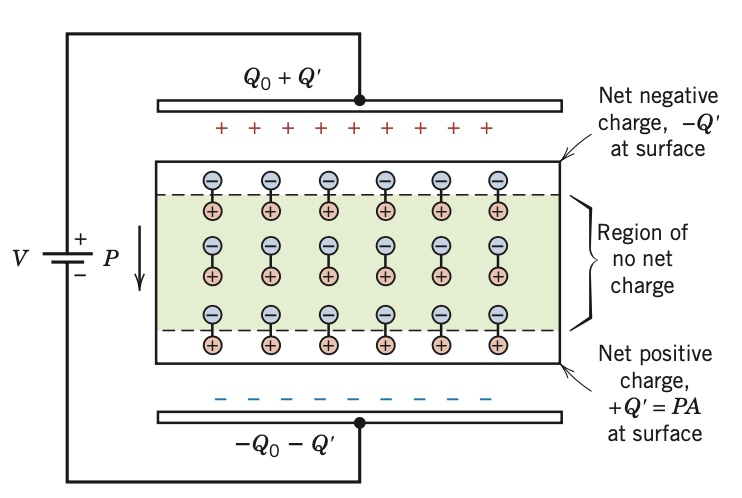 Q₀ + Q′
+ + + + + + + + +
Net negative
charge, −Q′
at surface
− − − − − −
+ + + + + +
− − − − − −
+ + + + + +
− − − − − −
+ + + + + +
V
+
−
P
Region of
no net
charge
Net positive
charge,
+Q′ = PA
at surface
− − − − − − − − −
−Q₀ − Q′